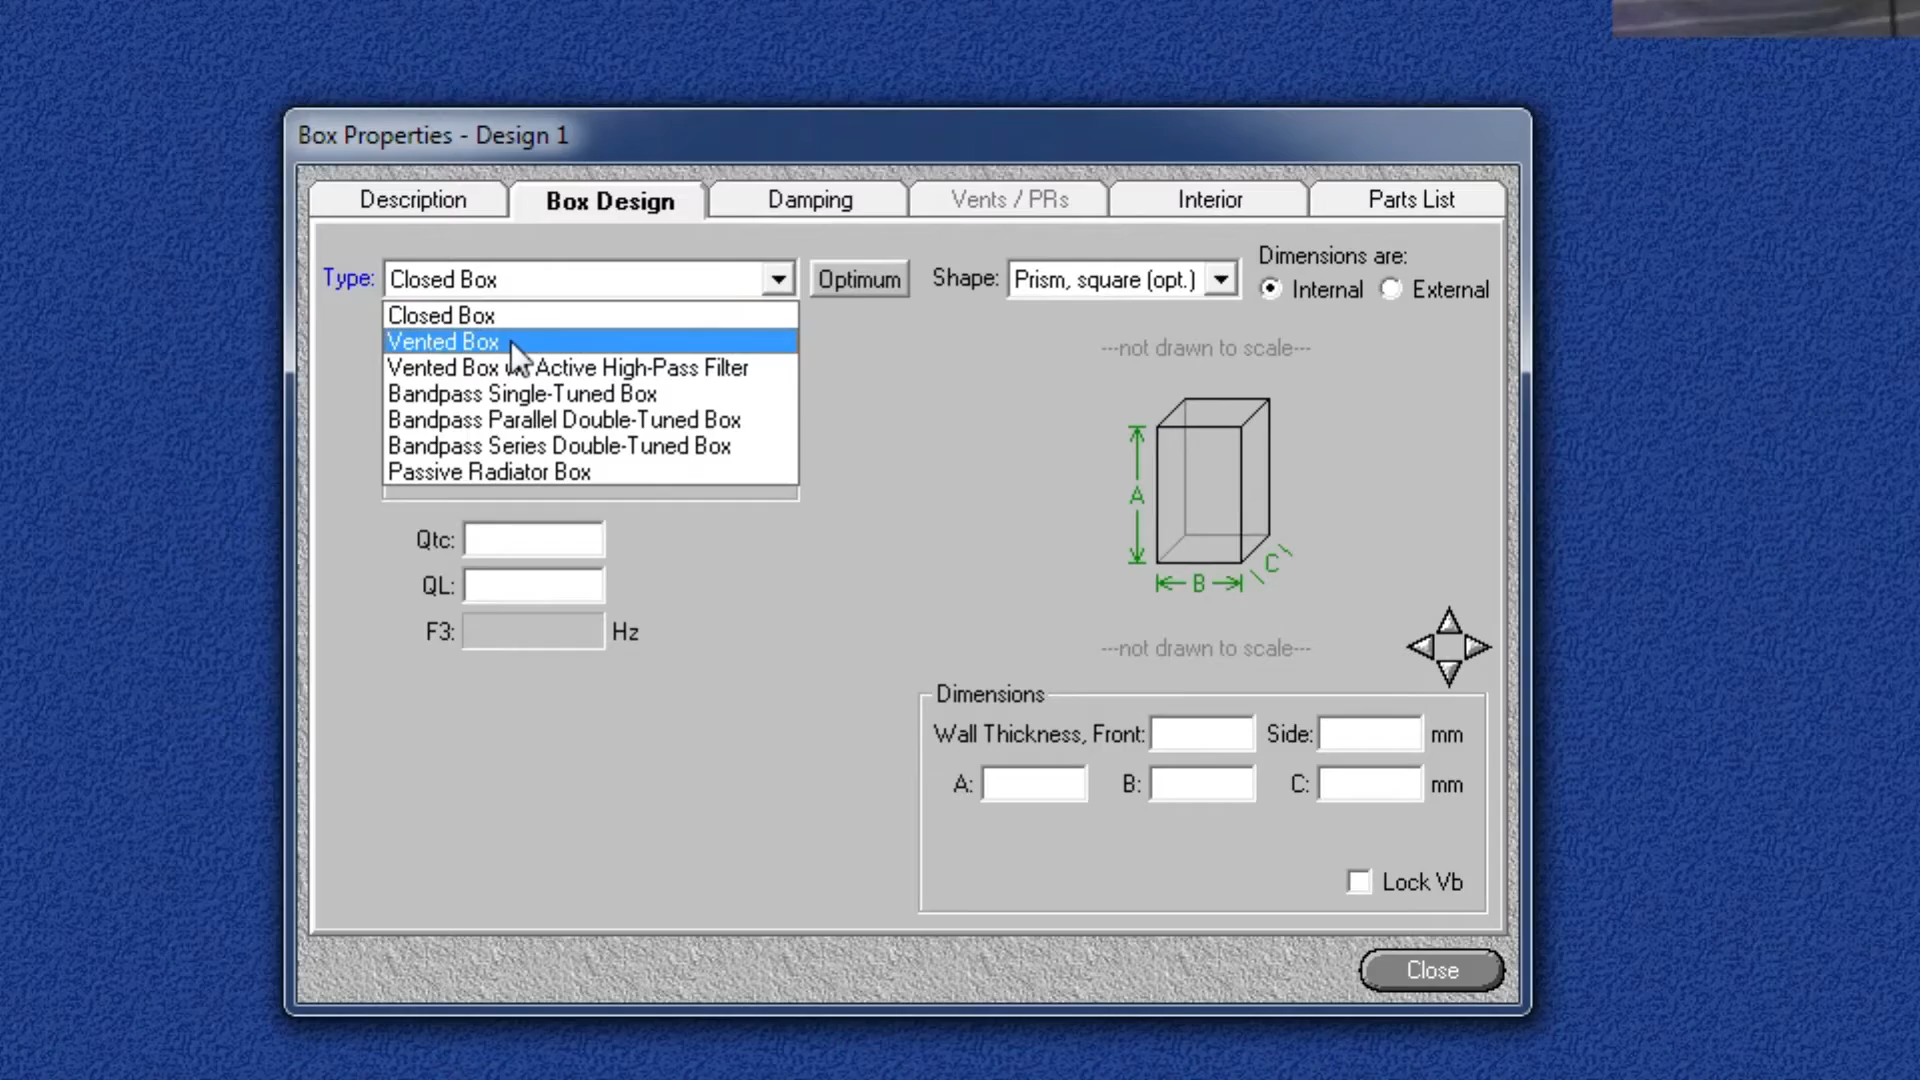 Box Properties - Design 1
Description Box Design Damping Vents / PRs Interior Parts List
Dimensions are:
Type: Closed Box Optimum Shape: Prism, square (opt.) Internal External
Closed Box
Vented Box
Vented Box Active High-Pass Filter
Bandpass Single-Tuned Box
Bandpass Parallel Double-Tuned Box
Bandpass Series Double-Tuned Box
Passive Radiator Box
---not drawn to scale---
A
B
C
Qtc:
QL:
F3: Hz
---not drawn to scale---
Dimensions
Wall Thickness, Front: Side: mm
A: B: C: mm
Lock Vb
Close